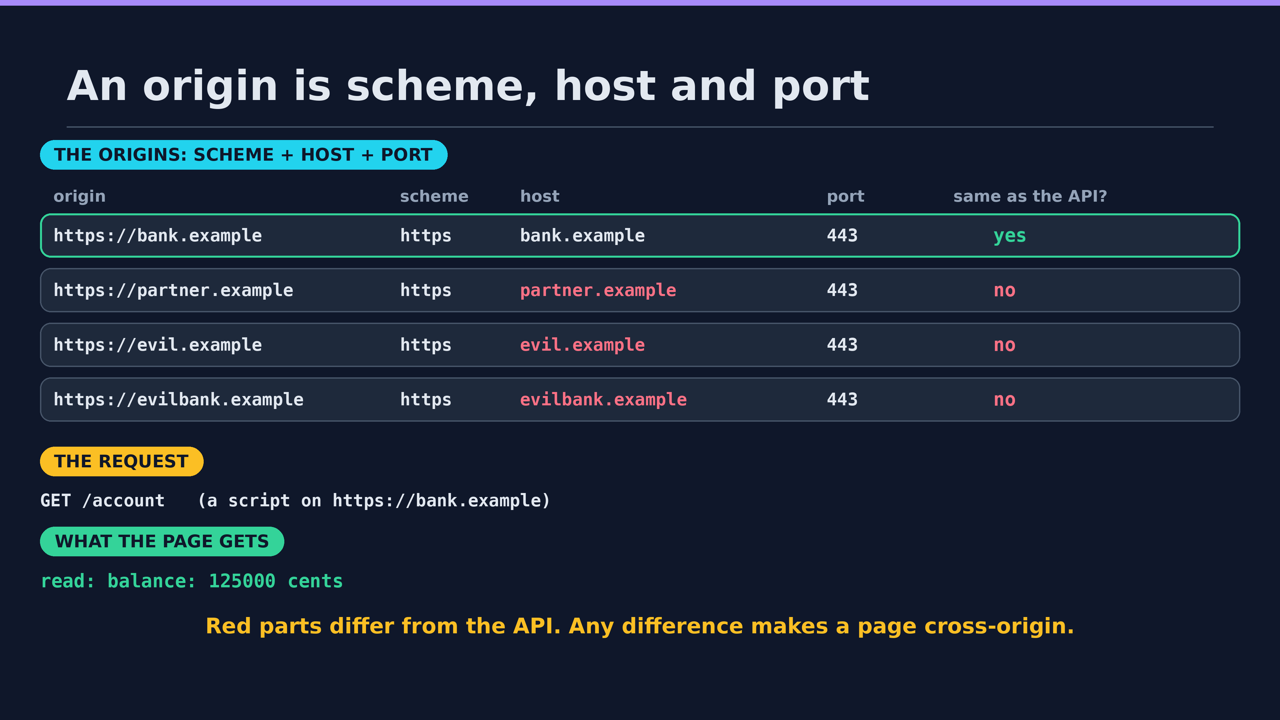 An origin is scheme, host and port
THE ORIGINS: SCHEME + HOST + PORT
origin scheme host port same as the API?
https://bank.example https bank.example 443 yes
https://partner.example https partner.example 443 no
https://evil.example https evil.example 443 no
https://evilbank.example https evilbank.example 443 no
THE REQUEST
GET /account (a script on https://bank.example)
WHAT THE PAGE GETS
read: balance: 125000 cents
Red parts differ from the API. Any difference makes a page cross-origin.